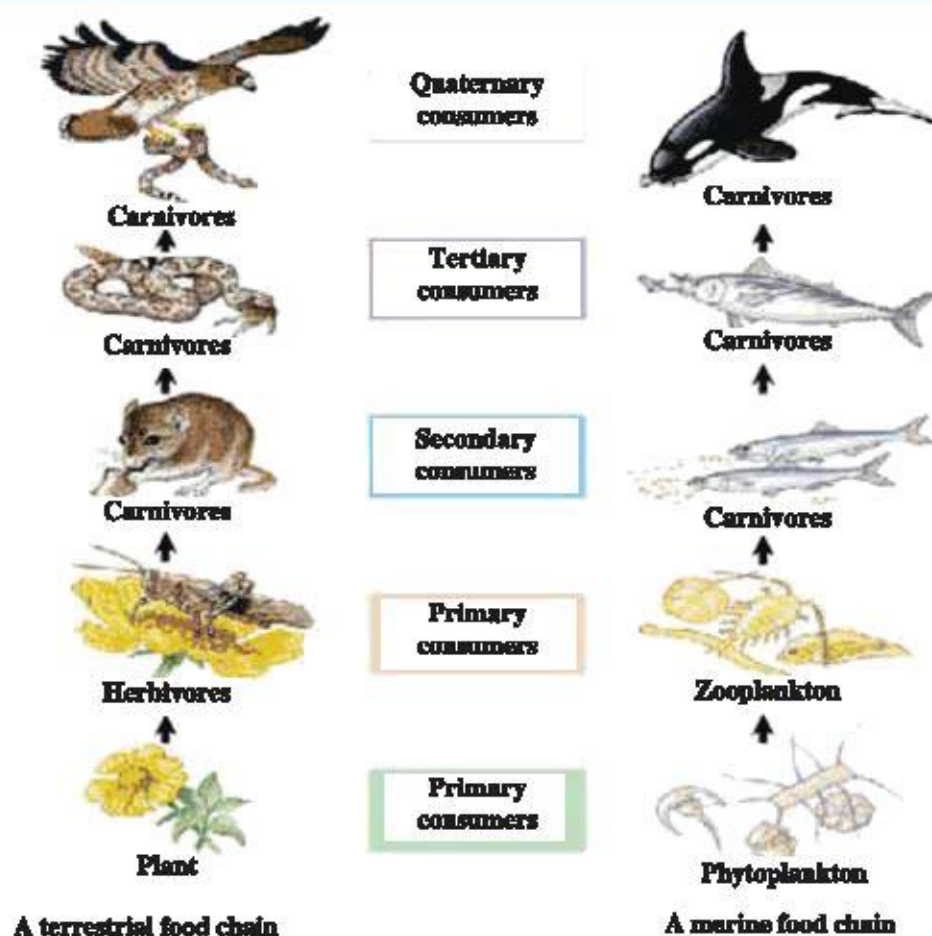 Quaternary
consumers
Carnivores
Carnivores
Tertiary
consumers
Carnivores
Carnivores
Secondary
consumers
Carnivores
Carnivores
Primary
consumers
Herbivores
Zooplankton
Primary
consumers
Plant
Phytoplankton
A terrestrial food chain
A marine food chain